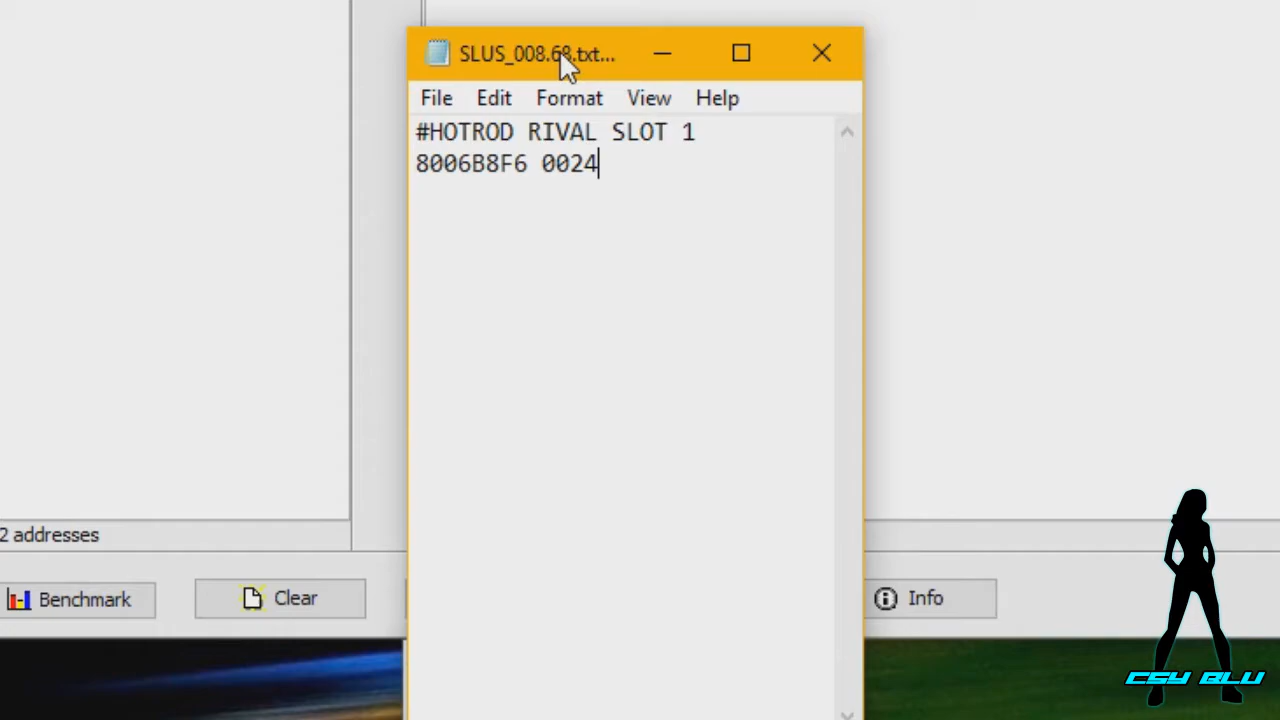 SLUS_008.68.txt...
File Edit Format View Help
#HOTROD RIVAL SLOT 1
8006B8F6 0024
2 addresses
Benchmark Clear Info
CSY BLU